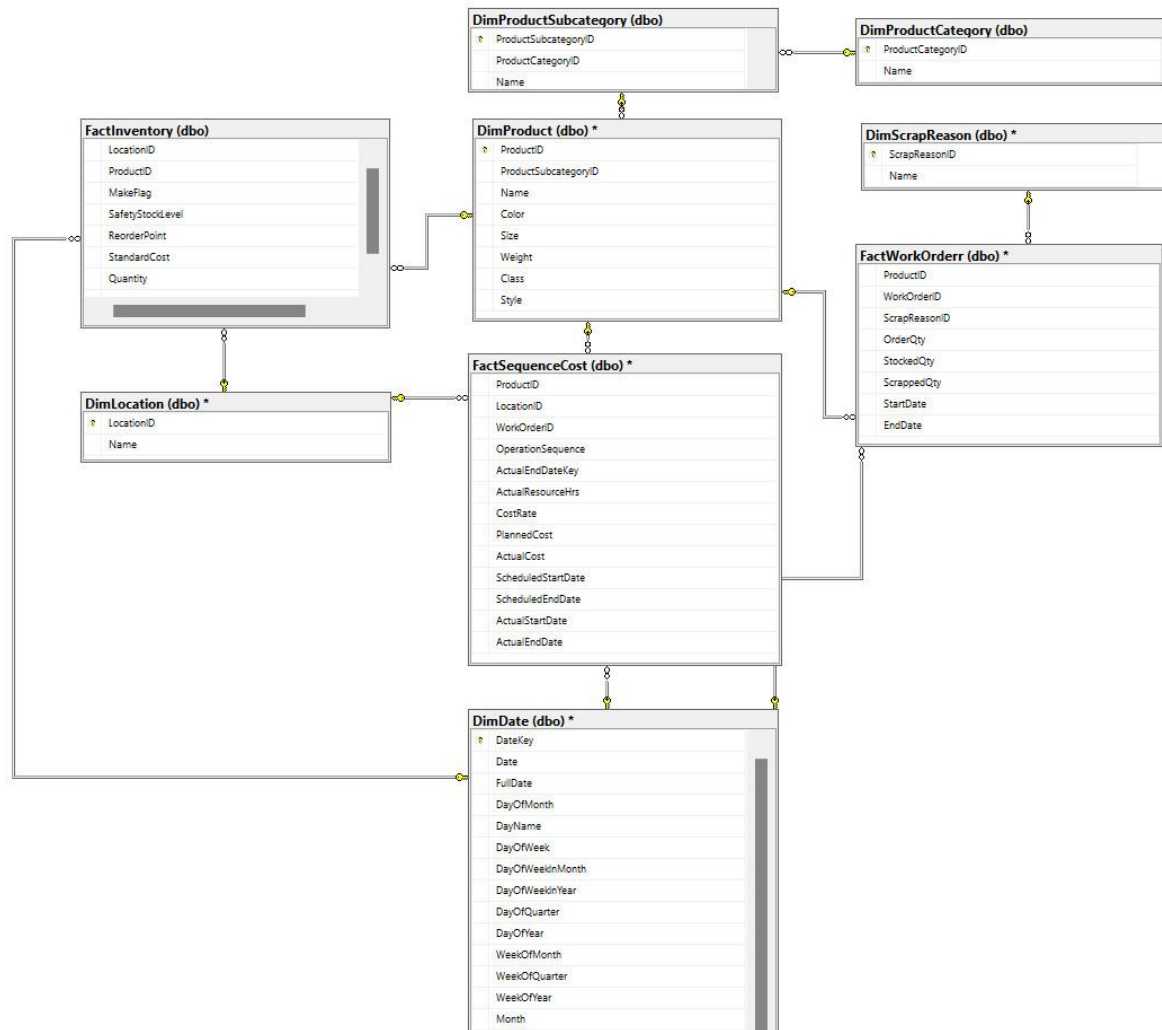 DimProductSubcategory (dbo)
ProductSubcategoryID
ProductCategoryID
Name
DimProductCategory (dbo)
ProductCategoryID
Name
FactInventory (dbo)
LocationID
ProductID
MakeFlag
SafetyStockLevel
ReorderPoint
StandardCost
Quantity
DimProduct (dbo) *
ProductID
ProductSubcategoryID
Name
Color
Size
Weight
Class
Style
DimScrapReason (dbo) *
ScrapReasonID
Name
FactWorkOrderr (dbo) *
ProductID
WorkOrderID
ScrapReasonID
OrderQty
StockedQty
ScrappedQty
StartDate
EndDate
DimLocation (dbo) *
LocationID
Name
FactSequenceCost (dbo) *
ProductID
LocationID
WorkOrderID
OperationSequence
ActualEndDateKey
ActualResourceHrs
CostRate
PlannedCost
ActualCost
ScheduledStartDate
ScheduledEndDate
ActualStartDate
ActualEndDate
DimDate (dbo) *
DateKey
Date
FullDate
DayOfMonth
DayName
DayOfWeek
DayOfWeekInMonth
DayOfWeekInYear
DayOfQuarter
DayOfYear
WeekOfMonth
WeekOfQuarter
WeekOfYear
Month